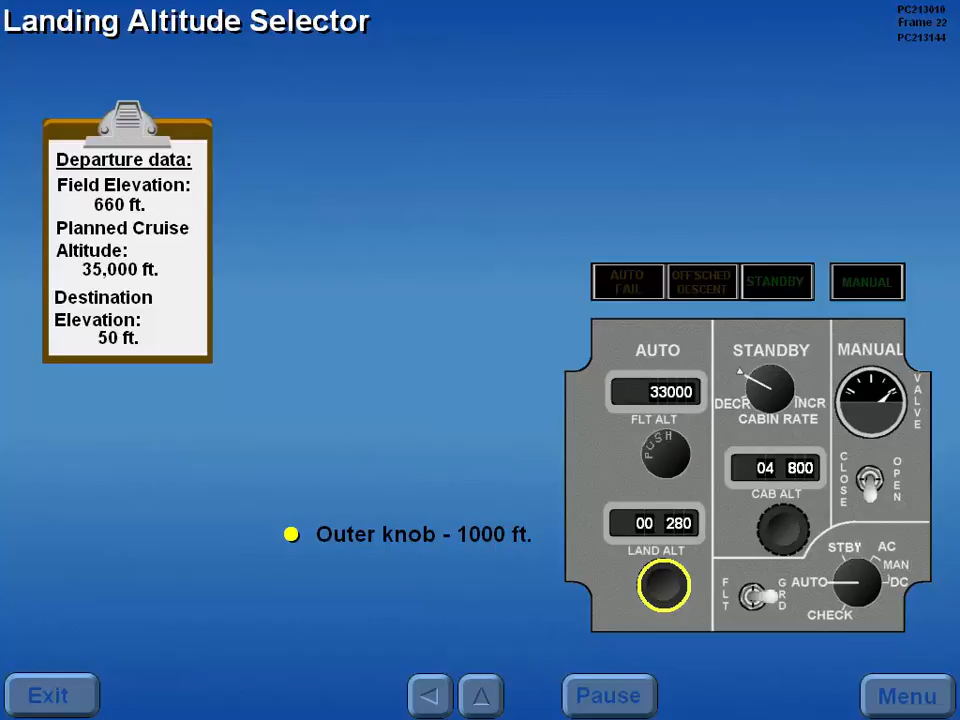 Landing Altitude Selector
PC213010
Frame 22
PC213144
Departure data:
Field Elevation:
660 ft.
Planned Cruise
Altitude:
35,000 ft.
Destination
Elevation:
50 ft.
AUTO
FAIL
OFF SCHED
DESCENT
STANDBY
MANUAL
AUTO
33000
FLT ALT
PUSH
00 280
LAND ALT
STANDBY
DECR
INCR
CABIN RATE
04 800
CAB ALT
MANUAL
VALVE
CLOSE
OPEN
FLT
GRD
STBY
AC
MAN
DC
AUTO
CHECK
Outer knob - 1000 ft.
Exit
Pause
Menu